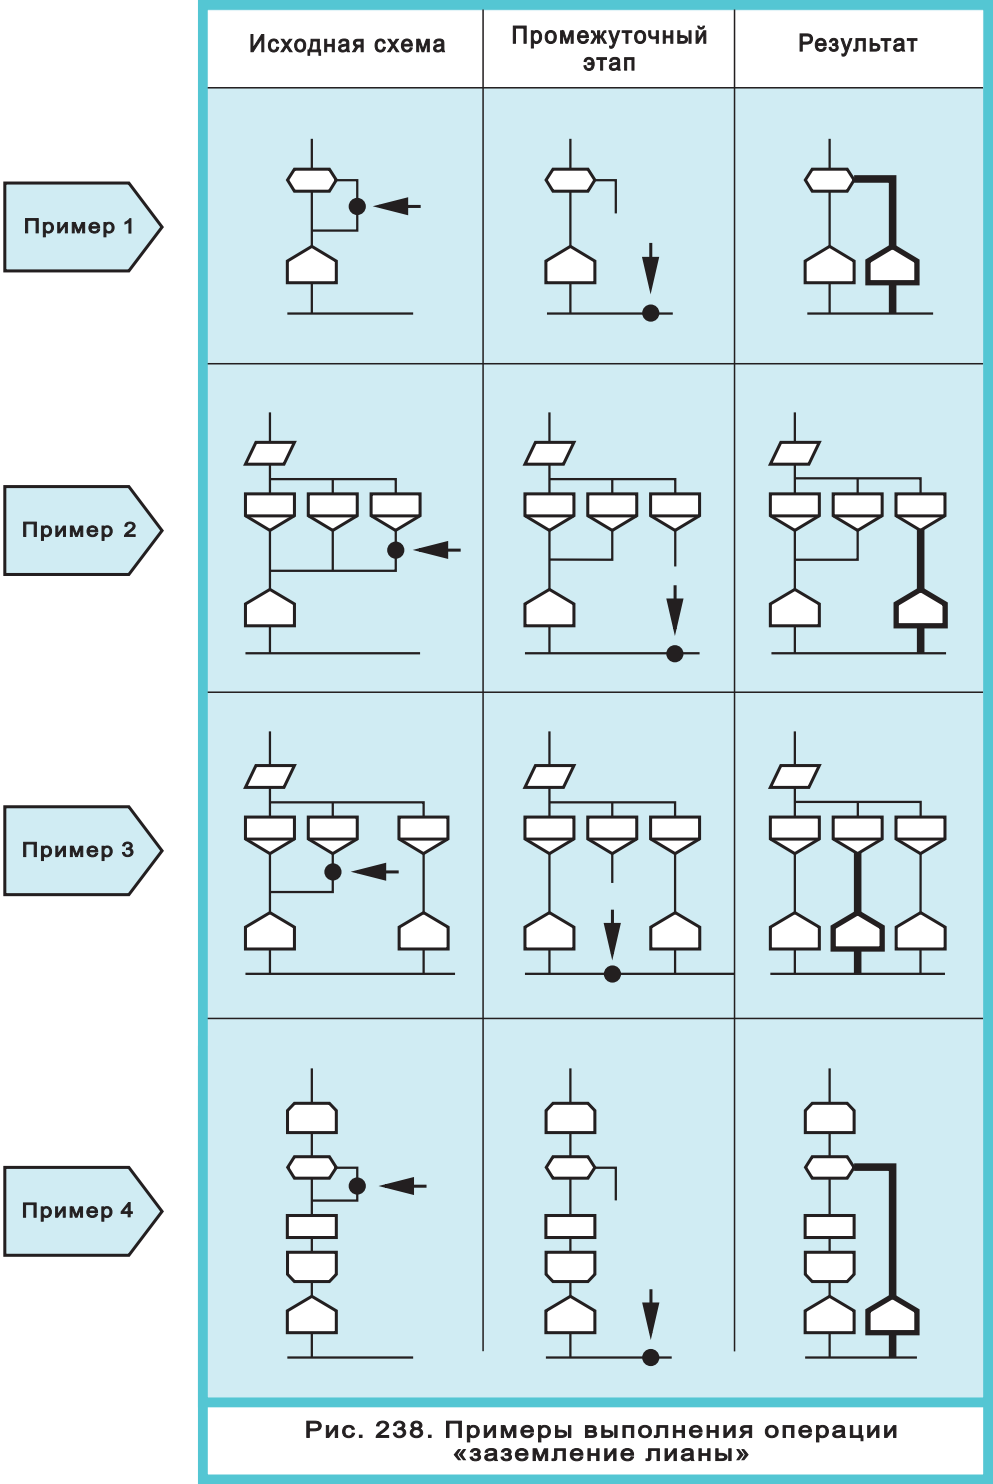 Исходная схема
Промежуточный
этап
Результат
Пример 1
Пример 2
Пример 3
Пример 4
Рис. 238. Примеры выполнения операции
«заземление лианы»